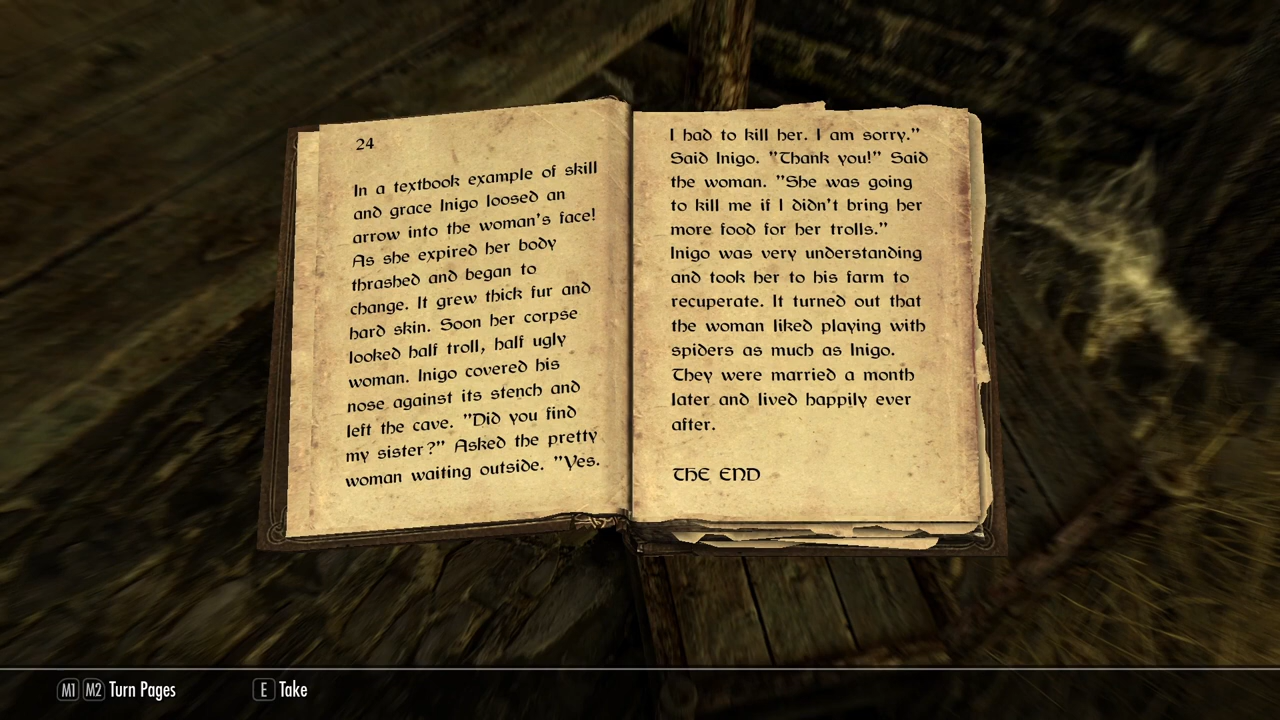 24
In a textbook example of skill
and grace Inigo loosed an
arrow into the woman's face!
As she expired her body
thrashed and began to
change. It grew thick fur and
hard skin. Soon her corpse
looked half troll, half ugly
woman. Inigo covered his
nose against its stench and
left the cave. "Did you find
my sister?" Asked the pretty
woman waiting outside. "Yes.
I had to kill her. I am sorry."
Said Inigo. "Thank you!" Said
the woman. "She was going
to kill me if I didn't bring her
more food for her trolls."
Inigo was very understanding
and took her to his farm to
recuperate. It turned out that
the woman liked playing with
spiders as much as Inigo.
They were married a month
later and lived happily ever
after.
THE END
M1 M2 Turn Pages
E Take